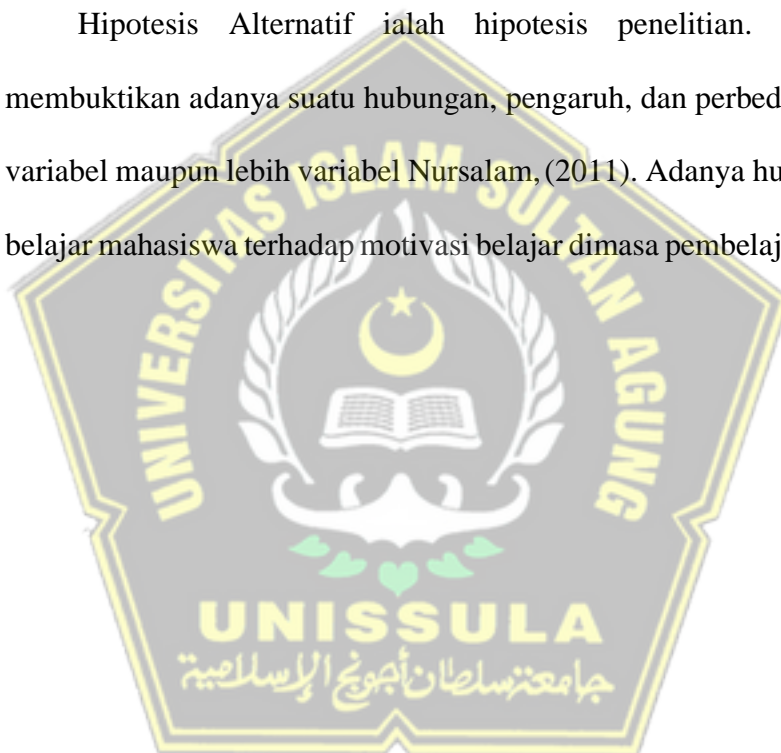 Hipotesis Alternatif ialah hipotesis penelitian.
membuktikan adanya suatu hubungan, pengaruh, dan perbed
variabel maupun lebih variabel Nursalam, (2011). Adanya hu
belajar mahasiswa terhadap motivasi belajar dimasa pembelaj
UNIVERSITAS ISLAM SULTAN AGUNG
UNISSULA
جامعة سلطان أجونج الإسلامية